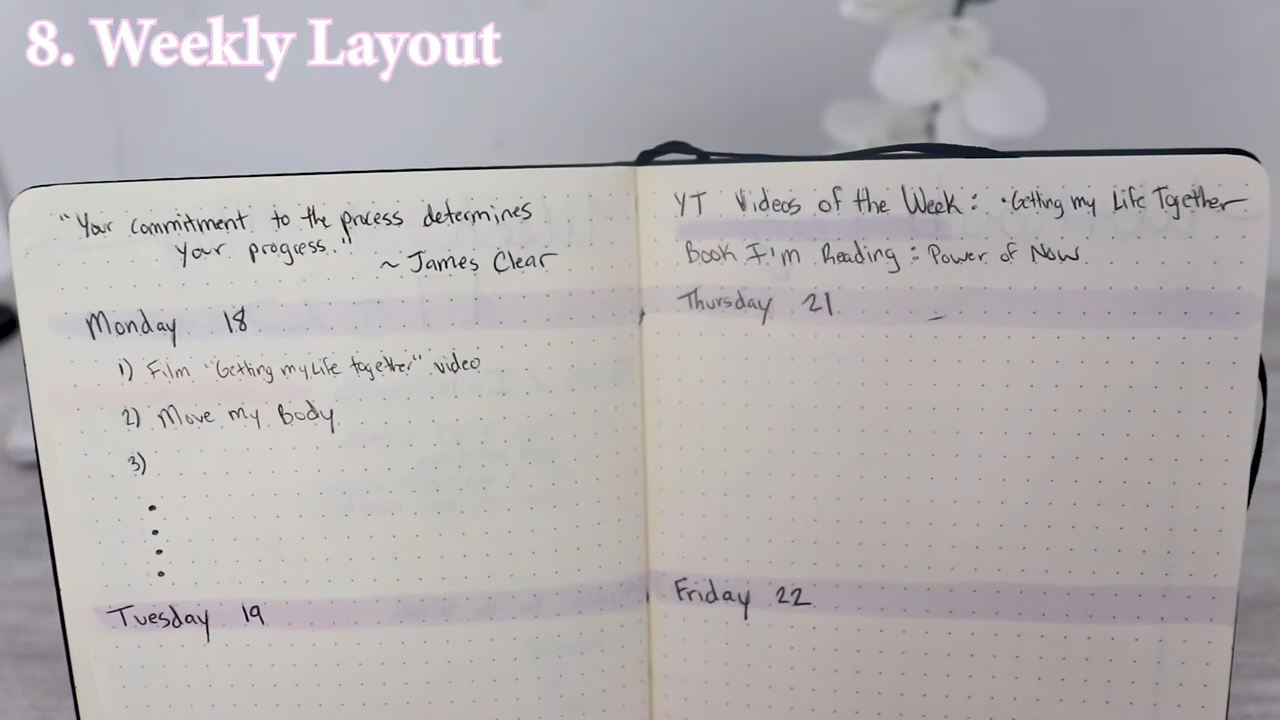 8. Weekly Layout
"Your commitment to the process determines
your progress."
~ James Clear
Monday 18
1) Film "Getting my Life together" video
2) Move my Body
3)
Tuesday 19
YT Videos of the Week: · Getting my Life Together
Book I'm Reading: Power of Now
Thursday 21
Friday 22